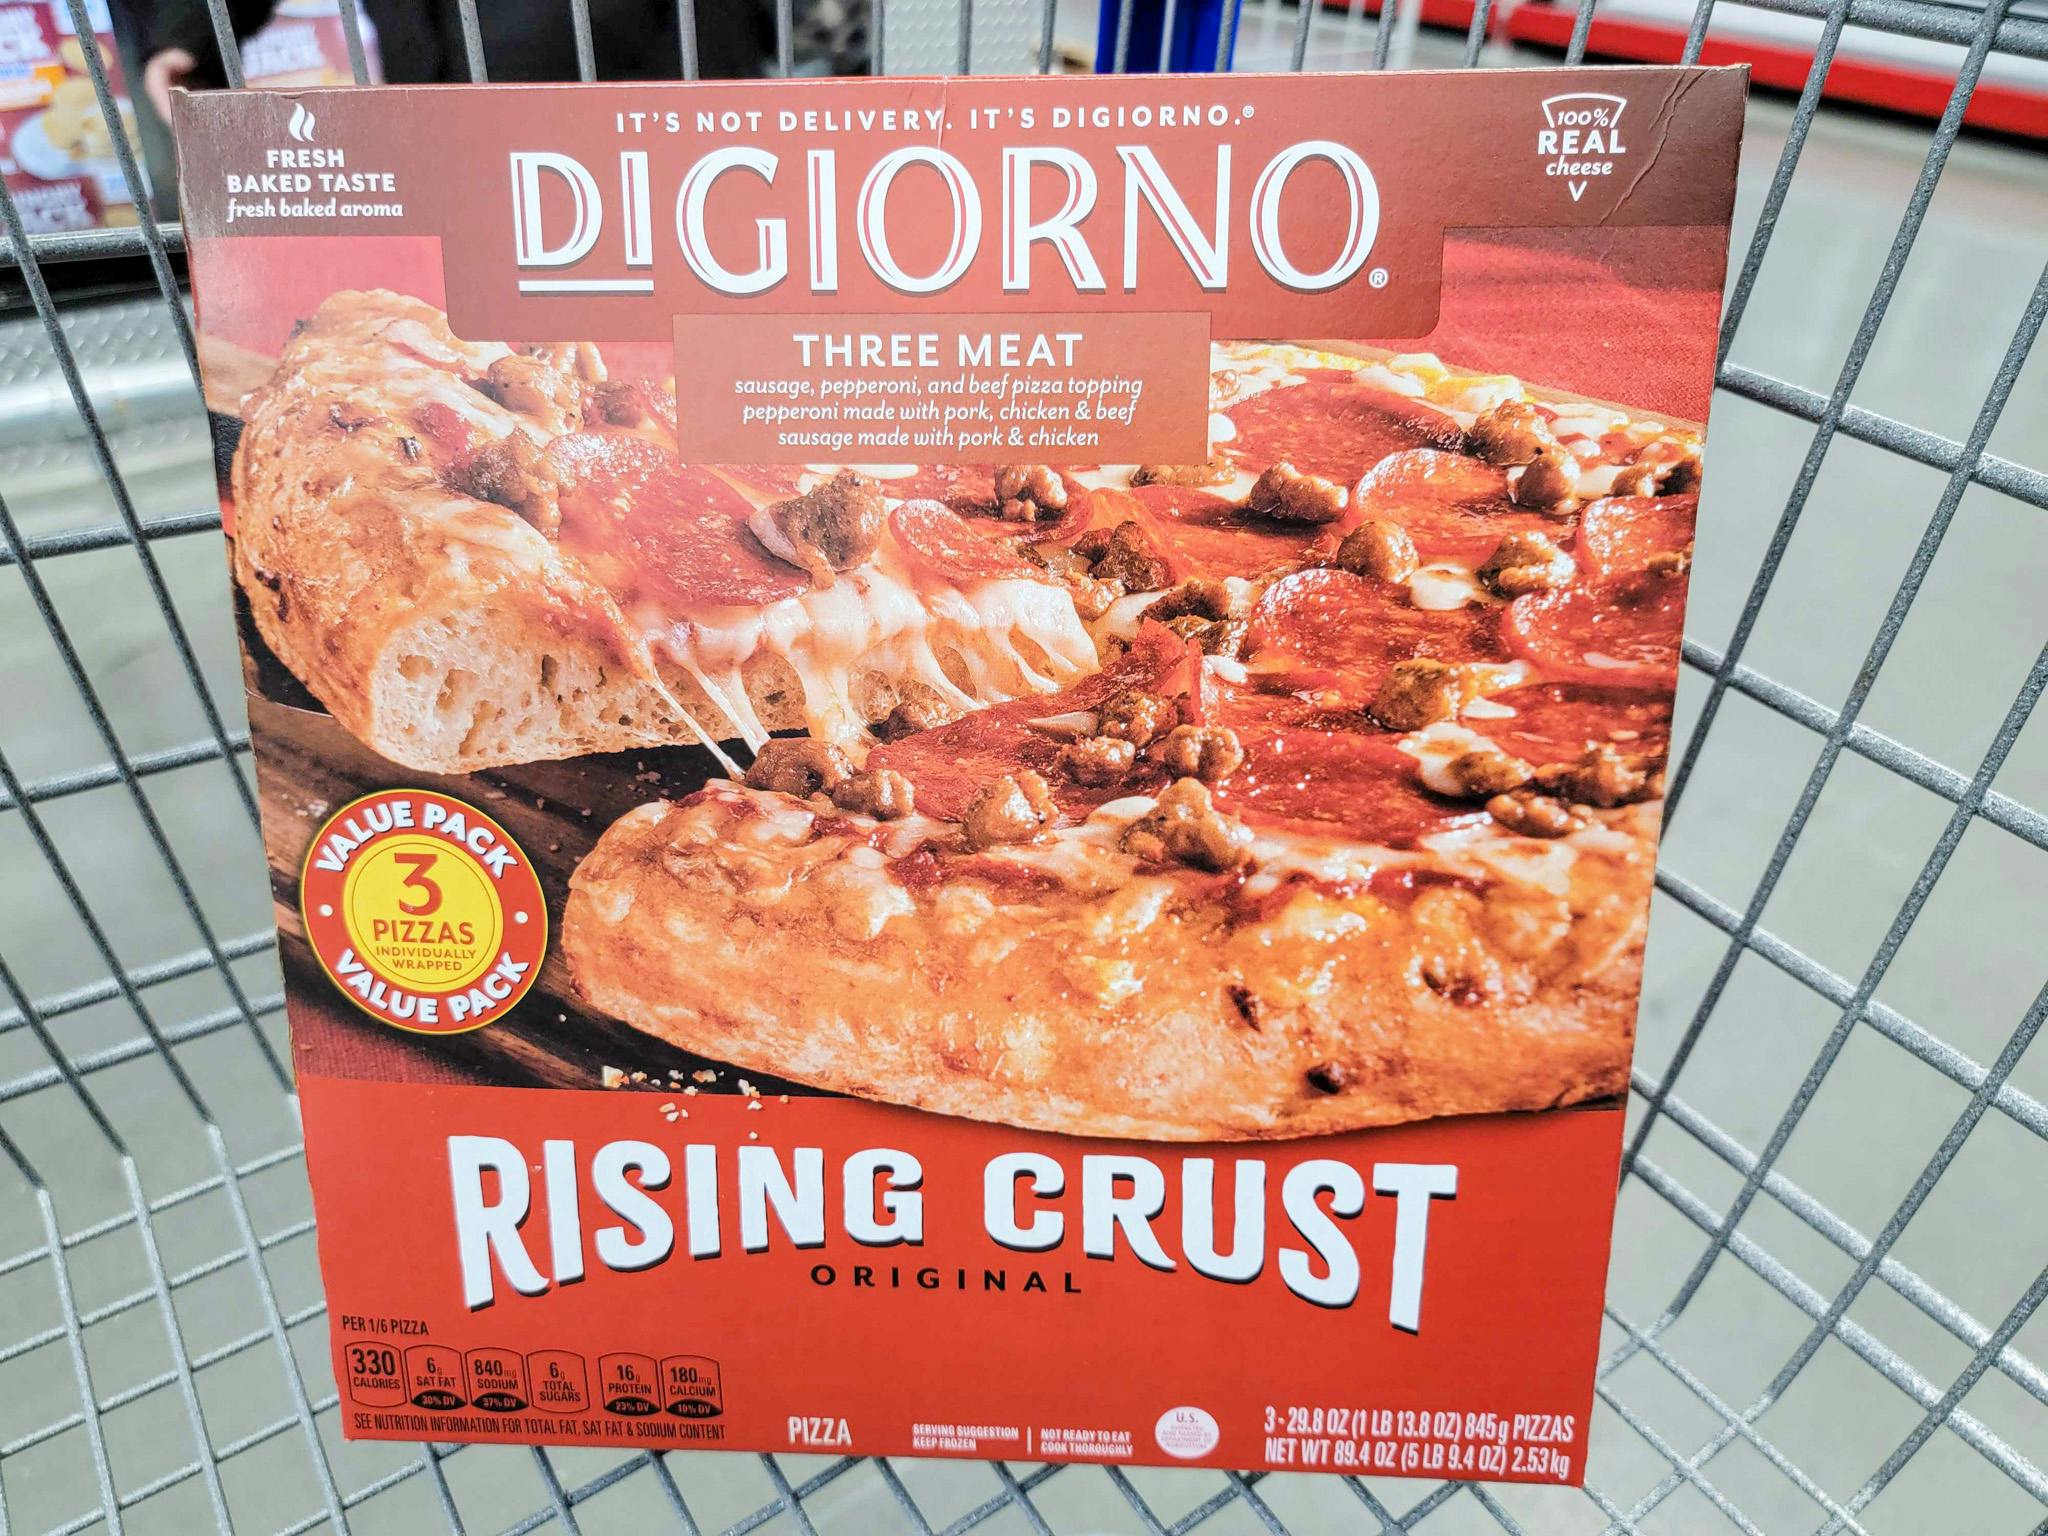 IT'S NOT DELIVERY. IT'S DIGIORNO.®
FRESH
BAKED TASTE
fresh baked aroma
DIGIORNO®
100%
REAL
cheese
THREE MEAT
sausage, pepperoni, and beef pizza topping
pepperoni made with pork, chicken & beef
sausage made with pork & chicken
VALUE PACK
3
PIZZAS
INDIVIDUALLY
WRAPPED
VALUE PACK
RISING CRUST
ORIGINAL
PER 1/6 PIZZA
330
CALORIES
6g
SAT FAT
30% DV
840mg
SODIUM
37% DV
6g
TOTAL
SUGARS
16g
PROTEIN
23% DV
180mg
CALCIUM
10% DV
SEE NUTRITION INFORMATION FOR TOTAL FAT, SAT FAT & SODIUM CONTENT
PIZZA
SERVING SUGGESTION
KEEP FROZEN
NOT READY TO EAT
COOK THOROUGHLY
U.S.
3-29.8 OZ (1 LB 13.8 OZ) 845g PIZZAS
NET WT 89.4 OZ (5 LB 9.4 OZ) 2.53kg